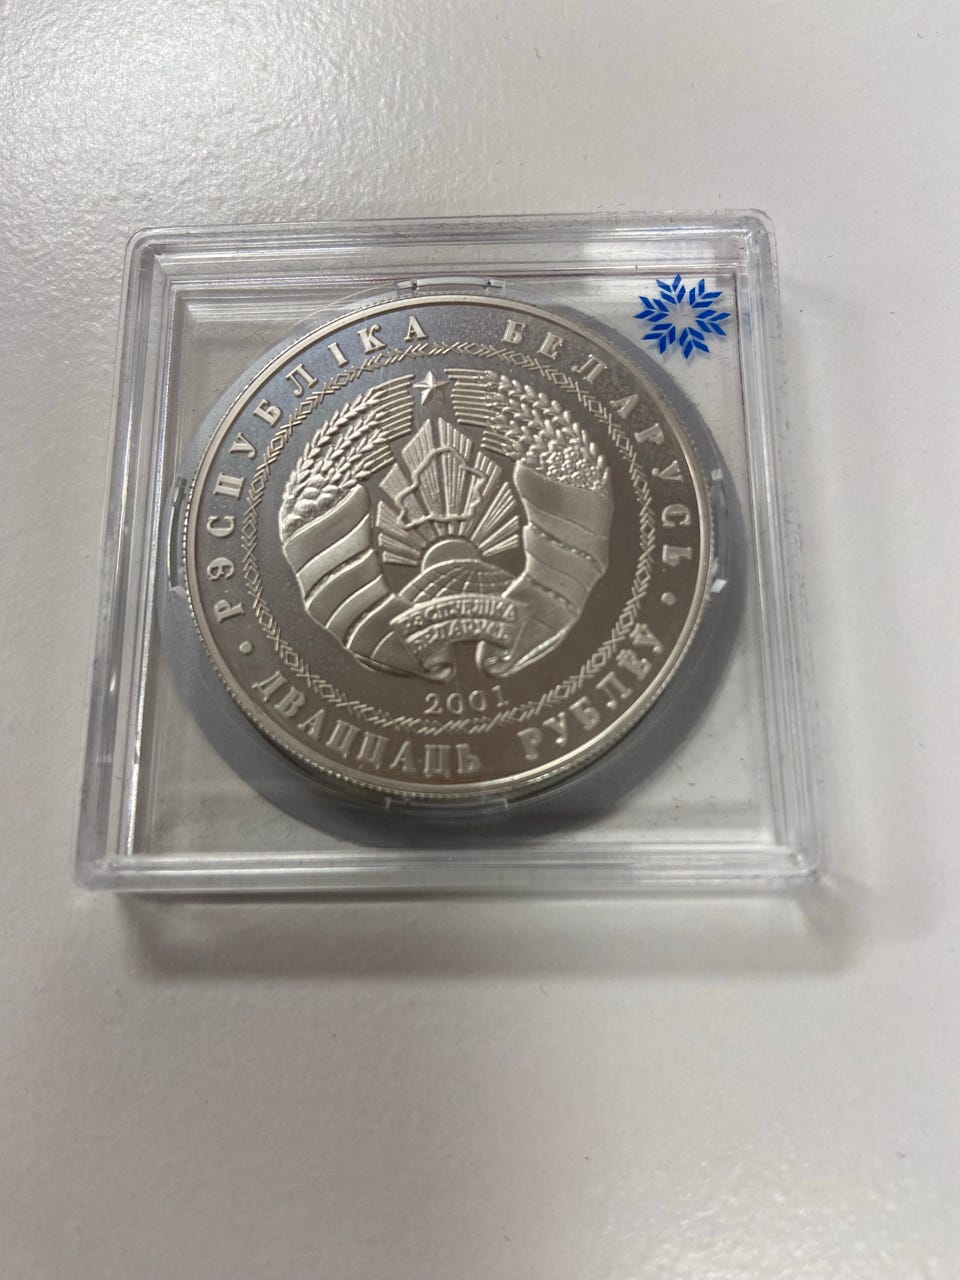 РЭСПУБЛІКА БЕЛАРУСЬ
РЭСПУБЛІКА
БЕЛАРУСЬ
2001
ДВАЦЦАЦЬ РУБЛЁЎ